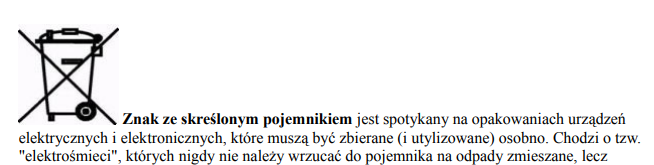 Znak ze skreślonym pojemnikiem jest spotykany na opakowaniach urządzeń
elektrycznych i elektronicznych, które muszą być zbierane (i utylizowane) osobno. Chodzi o tzw.
"elektrośmieci", których nigdy nie należy wrzucać do pojemnika na odpady zmieszane, lecz